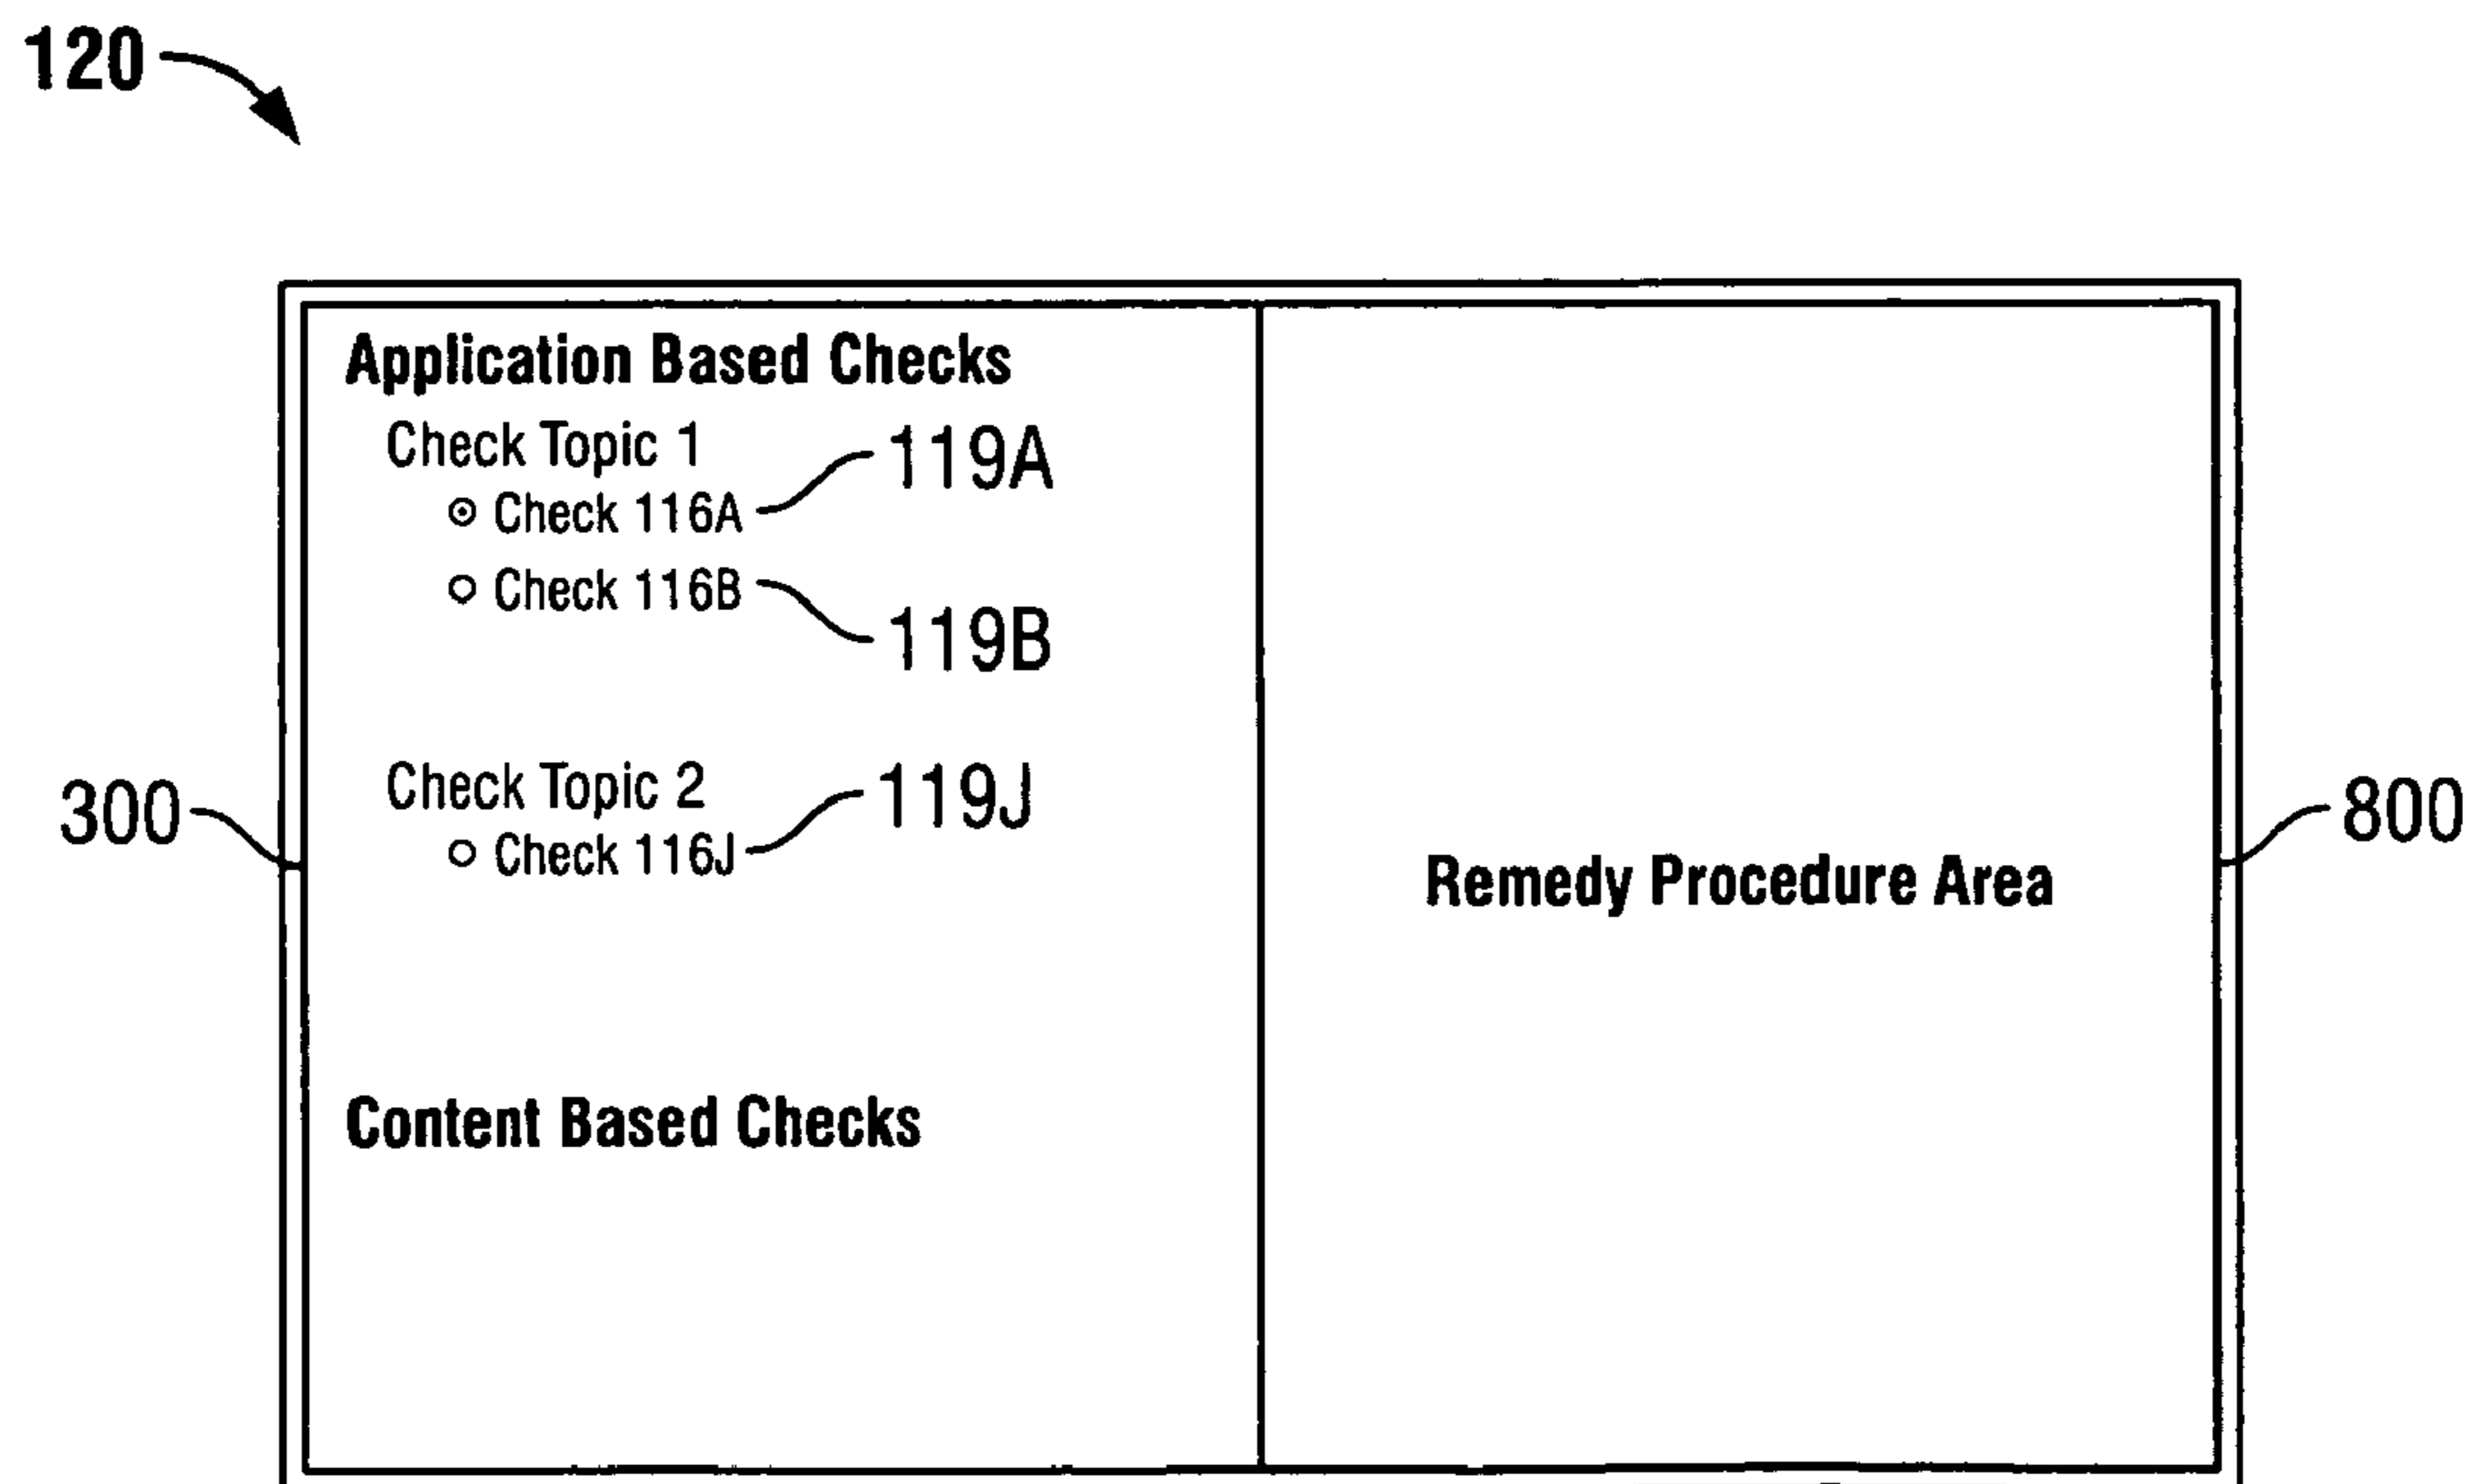 120
Application Based Checks
Check Topic 1
119A
Check 116A
Check 116B
119B
Check Topic 2
119J
300
800
Check 116J
Remedy Procedure Area
Content Based Checks